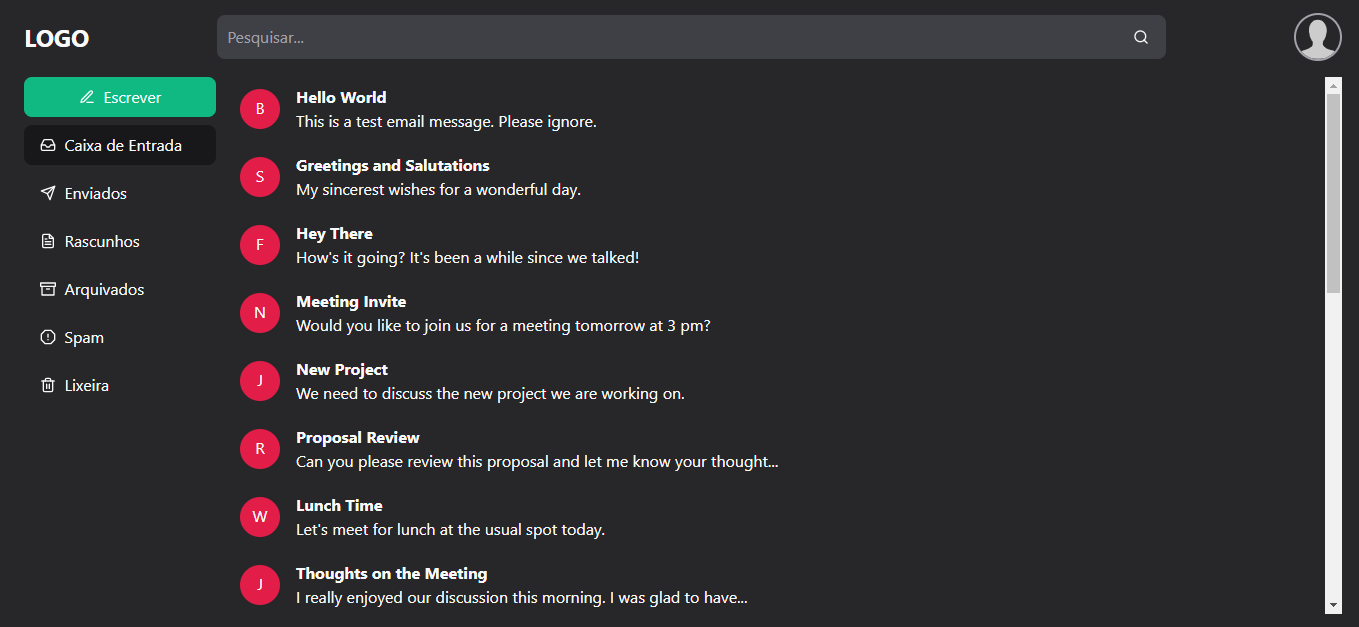 LOGO
Pesquisar...
Escrever
Caixa de Entrada
Enviados
Rascunhos
Arquivados
Spam
Lixeira
B
Hello World
This is a test email message. Please ignore.
S
Greetings and Salutations
My sincerest wishes for a wonderful day.
F
Hey There
How's it going? It's been a while since we talked!
N
Meeting Invite
Would you like to join us for a meeting tomorrow at 3 pm?
J
New Project
We need to discuss the new project we are working on.
R
Proposal Review
Can you please review this proposal and let me know your thought...
W
Lunch Time
Let's meet for lunch at the usual spot today.
J
Thoughts on the Meeting
I really enjoyed our discussion this morning. I was glad to have...